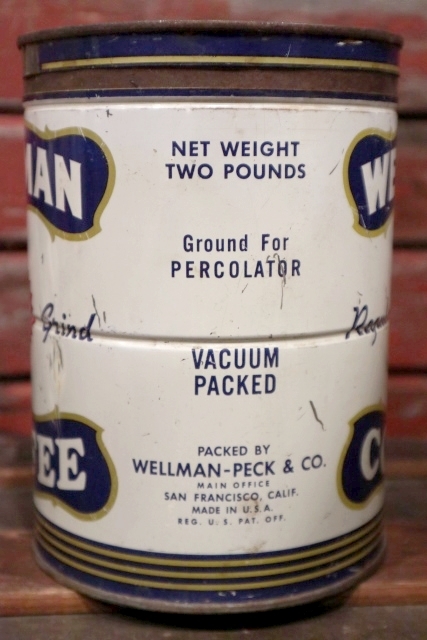 MAN
NET WEIGHT
TWO POUNDS
WE
Ground For
PERCOLATOR
Grind
VACUUM
PACKED
EE
PACKED BY
WELLMAN-PECK & CO.
MAIN OFFICE
SAN FRANCISCO, CALIF.
MADE IN U.S.A.
REG. U.S. PAT. OFF.